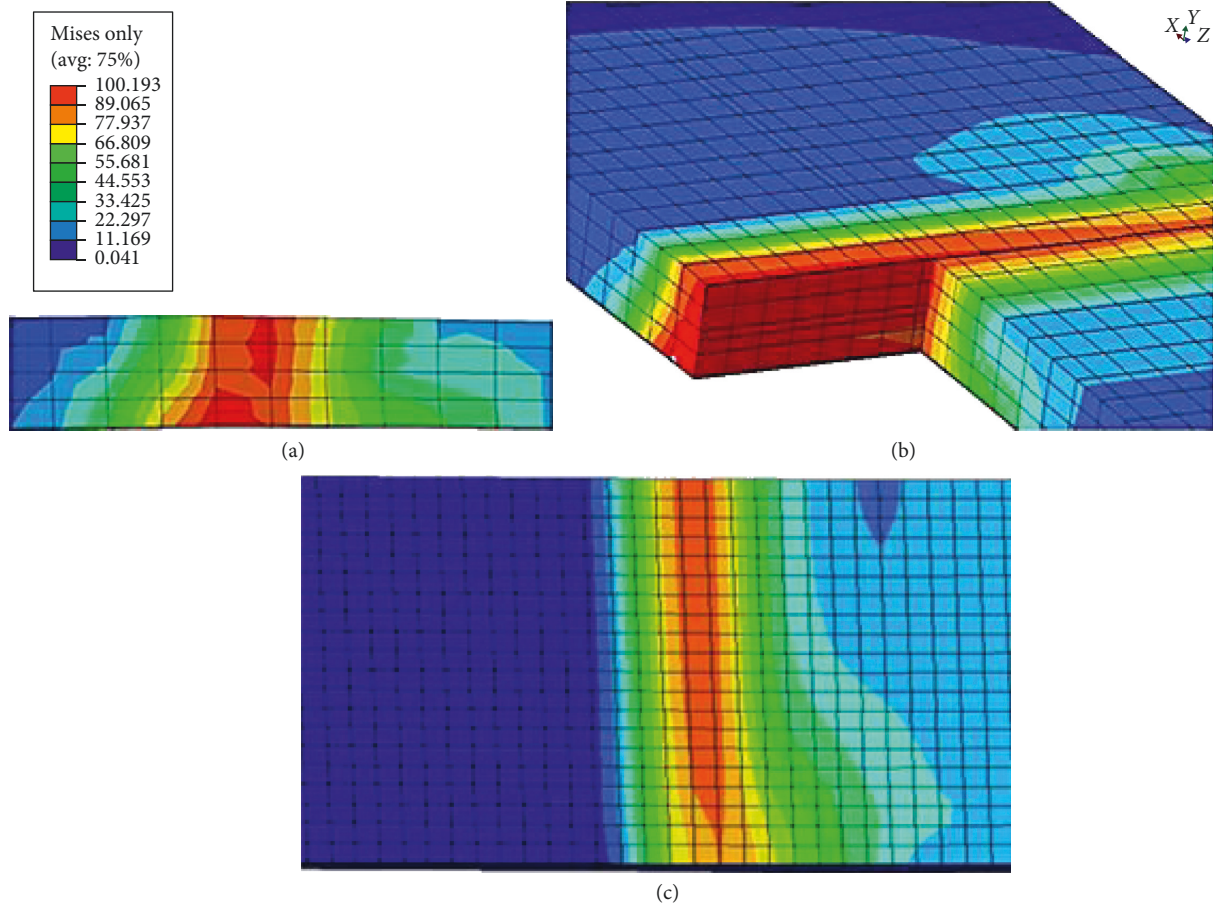 Mises only
(avg: 75%)
100.193
89.065
77.937
66.809
55.681
44.553
33.425
22.297
11.169
0.041
X Y Z
(a)
(b)
(c)